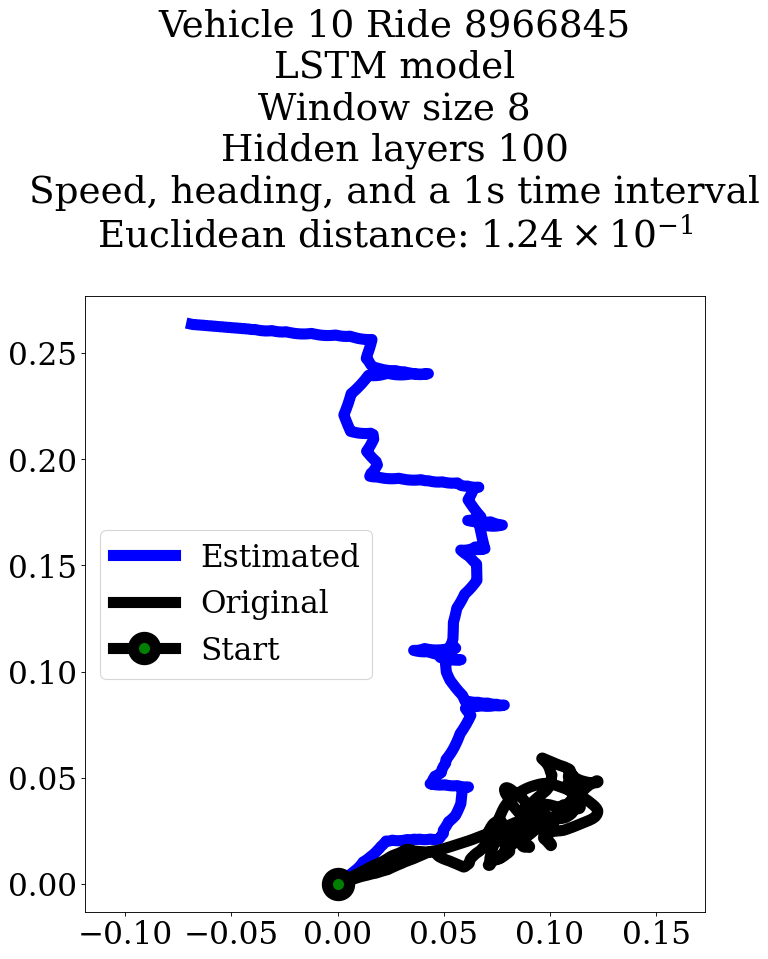 Vehicle 10 Ride 8966845
LSTM model
Window size 8
Hidden layers 100
Speed, heading, and a 1s time interval
Euclidean distance: 1.24 × 10⁻¹
0.25
0.20
0.15
0.10
0.05
0.00
Estimated
Original
Start
−0.10 −0.05 0.00 0.05 0.10 0.15